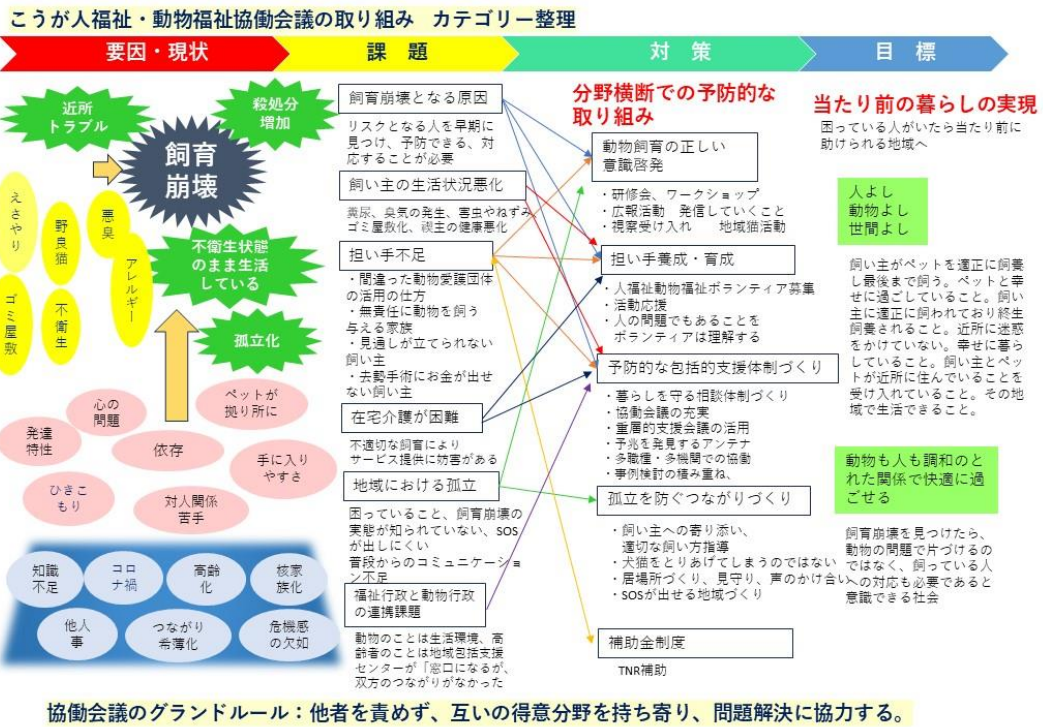 こうが人福祉・動物福祉協働会議の取り組み　カテゴリー整理
要因・現状
課　題
対　策
目　標
近所
トラブル
殺処分
増加
飼育
崩壊
えさやり
野良猫
悪臭
アレルギー
ゴミ屋敷
不衛生
不衛生状態
のまま生活
している
孤立化
心の
問題
ペットが
拠り所に
発達
特性
依存
手に入り
やすさ
ひきこ
もり
対人関係
苦手
知識
不足
コロ
ナ禍
高齢
化
核家
族化
他人
事
つながり
希薄化
危機感
の欠如
飼育崩壊となる原因
リスクとなる人を早期に
見つけ、予防できる、対
応することが必要
飼い主の生活状況悪化
糞尿、臭気の発生、害虫やねずみ、
ゴミ屋敷化、飼主の健康悪化
担い手不足
・間違った動物愛護団体
の活用の仕方
・無責任に動物を飼う
与える家族
・見通しが立てられない
飼い主
・去勢手術にお金が出せ
ない飼い主
在宅介護が困難
不適切な飼育により
サービス提供に妨害がある
地域における孤立
困っていること、飼育崩壊の
実態が知られていない、SOS
が出しにくい
普段からのコミュニケーショ
ン不足
福祉行政と動物行政
の連携課題
動物のことは生活環境、高
齢者のことは地域包括支援
センターが「窓口になるが、
双方のつながりがなかった
分野横断での予防的な
取り組み
動物飼育の正しい
意識啓発
・研修会、ワークショップ
・広報活動　発信していくこと
・視察受け入れ　　地域猫活動
担い手養成・育成
・人福祉動物福祉ボランティア募集
・活動応援
・人の問題でもあることを
ボランティアは理解する
予防的な包括的支援体制づくり
・暮らしを守る相談体制づくり
・協働会議の充実
・重層的支援会議の活用
・予兆を発見するアンテナ
・多職種・多機関での協働
・事例検討の積み重ね、
孤立を防ぐつながりづくり
・飼い主への寄り添い、
適切な飼い方指導
・犬猫をとりあげてしまうのではない
・居場所づくり、見守り、声のかけ合い
・SOSが出せる地域づくり
補助金制度
TNR補助
当たり前の暮らしの実現
困っている人がいたら当たり前に
助けられる地域へ
人よし
動物よし
世間よし
飼い主がペットを適正に飼養
し最後まで飼う。ペットと幸
せに過ごしていること。飼い
主に適正に飼われており終生
飼養されること。近所に迷惑
をかけていない。幸せに暮ら
していること。飼い主とペッ
トが近所に住んでいることを
受け入れていること。その地
域で生活できること。
動物も人も調和のと
れた関係で快適に過
ごせる
飼育崩壊を見つけたら、
動物の問題で片づけるの
ではなく、飼っている人
への対応も必要であると
意識できる社会
協働会議のグランドルール：他者を責めず、互いの得意分野を持ち寄り、問題解決に協力する。